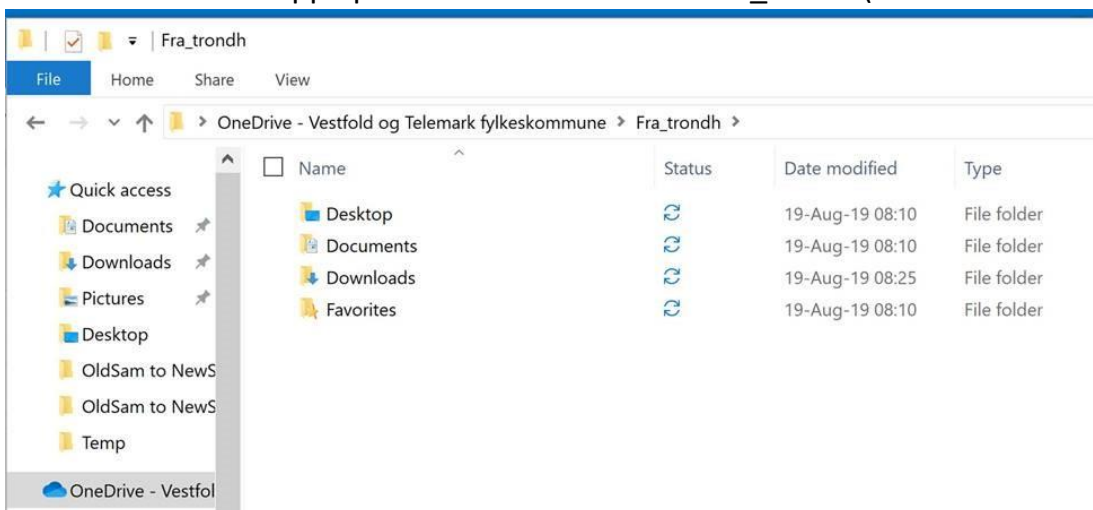 Fra_trondh
File Home Share View
OneDrive - Vestfold og Telemark fylkeskommune > Fra_trondh >
Name Status Date modified Type
Quick access
Desktop 19-Aug-19 08:10 File folder
Documents
Documents 19-Aug-19 08:10 File folder
Downloads
Downloads 19-Aug-19 08:25 File folder
Pictures
Favorites 19-Aug-19 08:10 File folder
Desktop
OldSam to NewS
OldSam to NewS
Temp
OneDrive - Vestfol